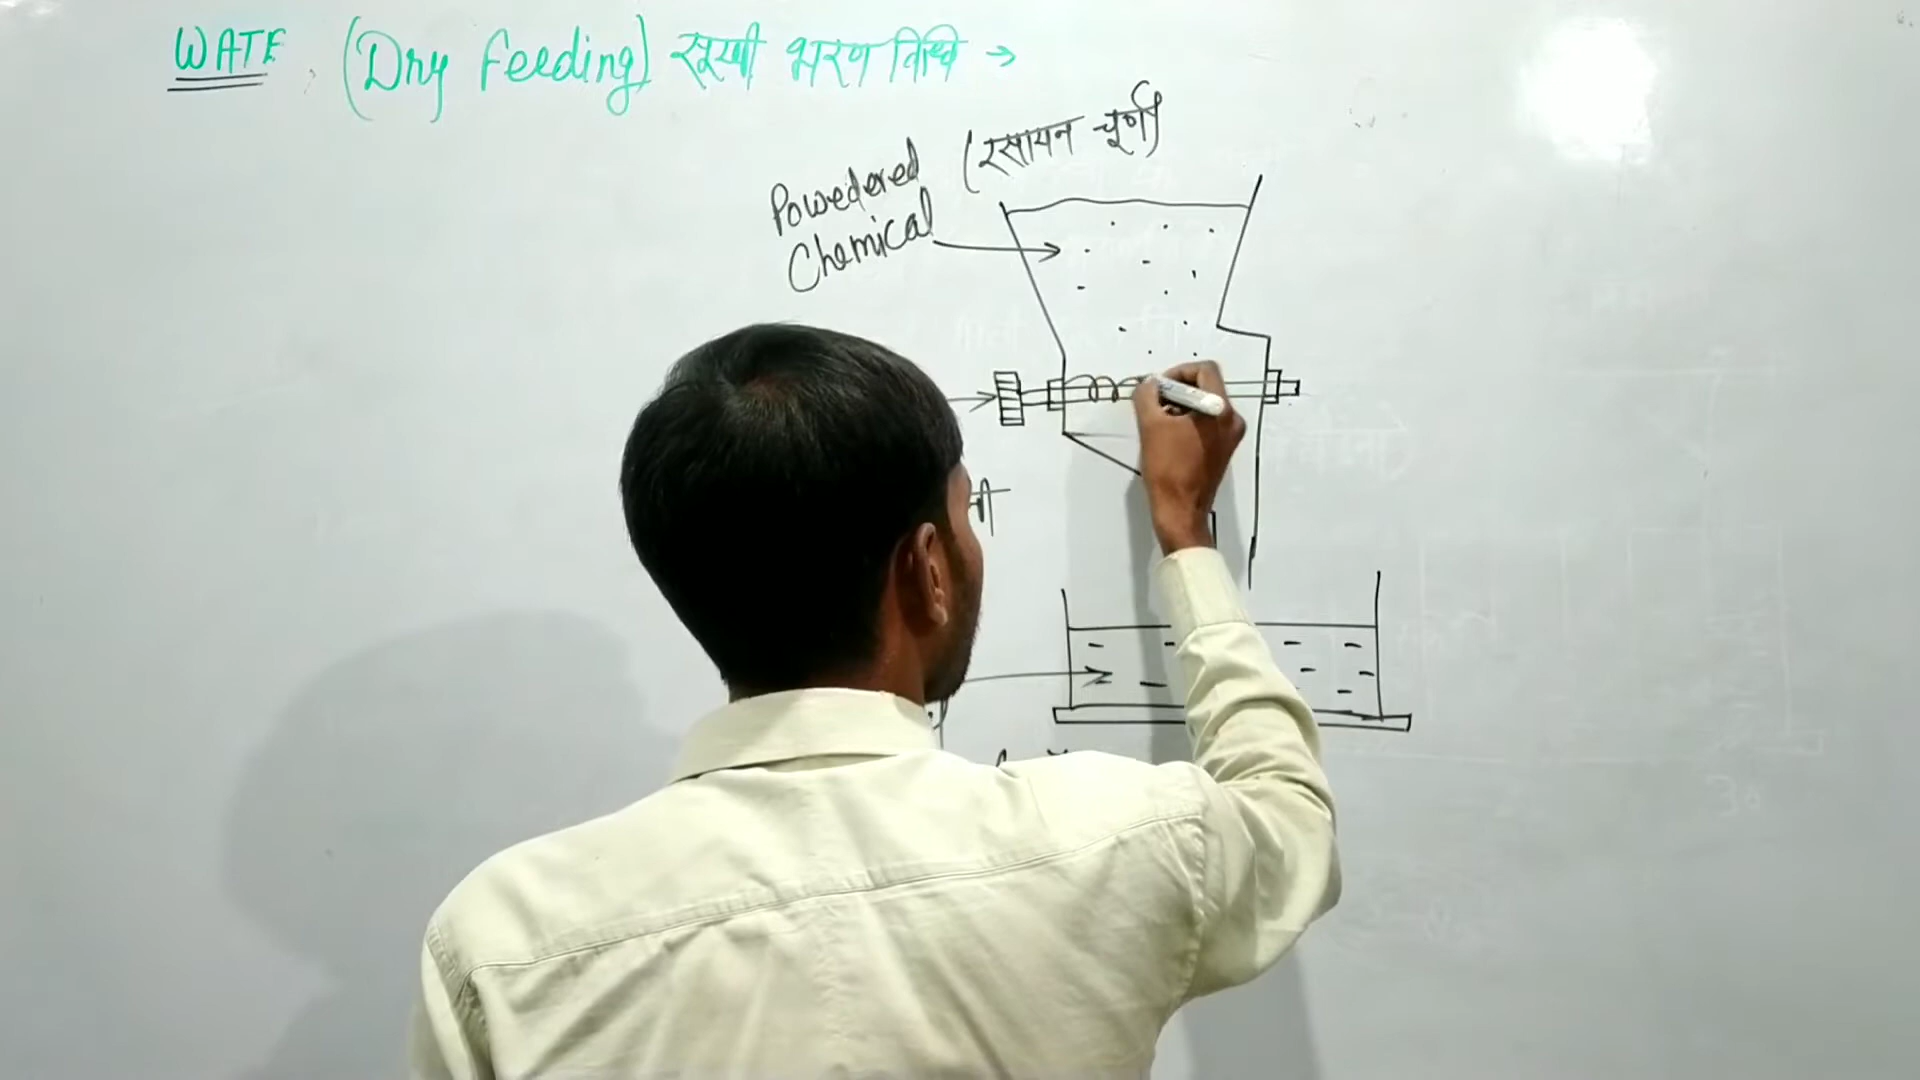 WATE (Dry feeding) सूखी भरण विधि →
Powedered (रसायन चूर्ण)
Chemical